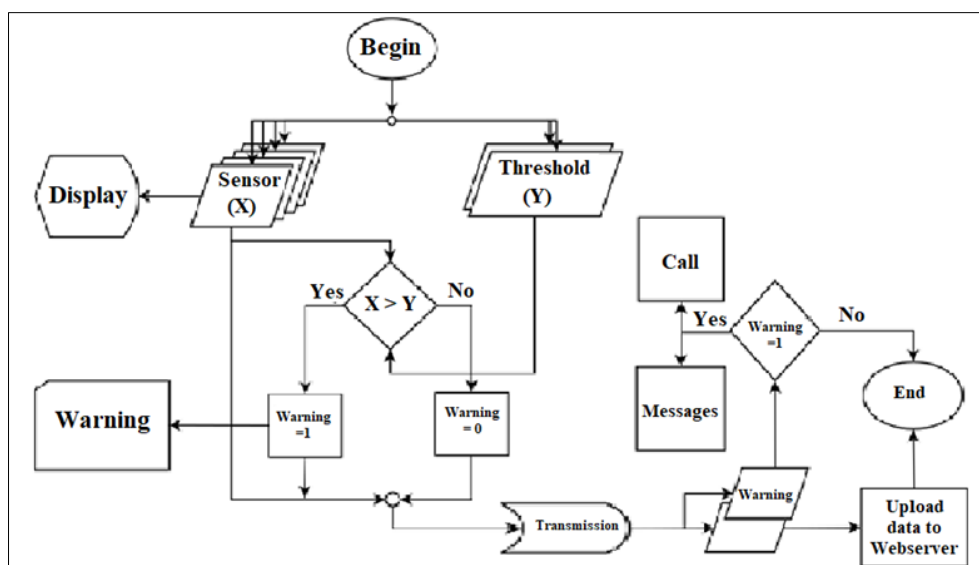 Begin
Sensor
(X)
Threshold
(Y)
Display
Call
Yes
X > Y
No
Yes
Warning
=1
No
Warning
Warning
=1
Warning
= 0
Messages
End
Transmission
Warning
Upload
data to
Webserver